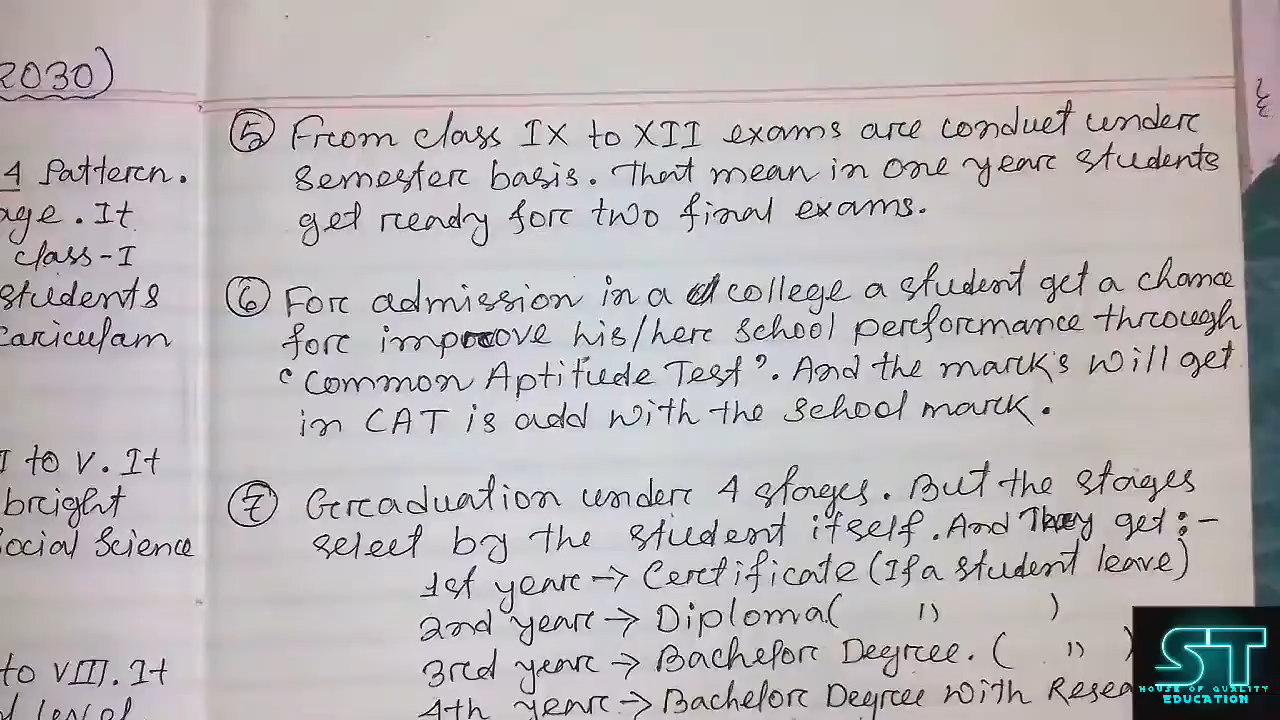 2030)
4 Pattern.
age. It
class-I
students
cariculam
I to V. It
bright
ocial Science
to VIII. It
level
⑤ From class IX to XII exams are conduct under
semester basis. That mean in one year students
get ready for two final exams.
⑥ For admission in a college a student get a chance
for improve his/her school performance through
"Common Aptitude Test". And the mark's will get
in CAT is add with the school mark.
⑦ Graduation under 4 stages. But the stages
select by the student itself. And They get :-
1st year → Certificate (If a student leave)
2nd year → Diploma ( 11 )
3rd year → Bachelor Degree. ( 11 )
4th year → Bachelor Degree with Resea
ST
HOUSE OF QUALITY
EDUCATION